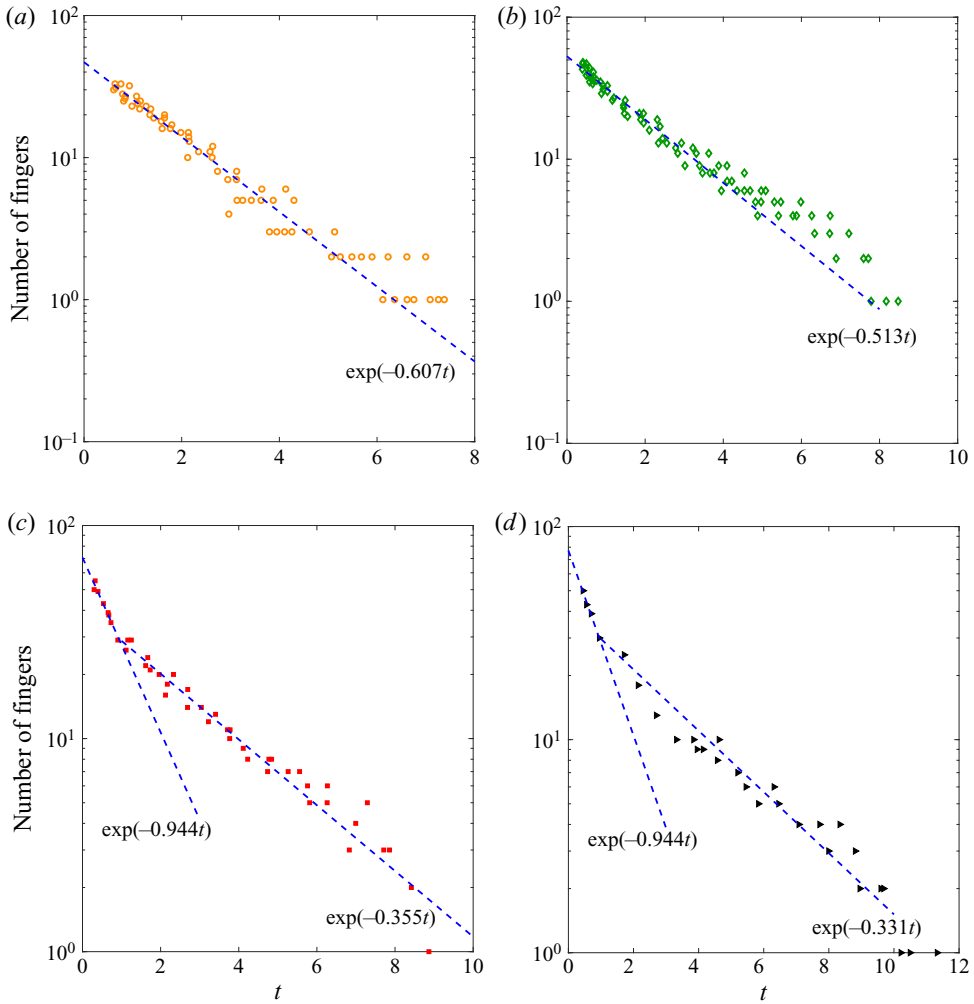 (a)
(b)
10²
10¹
10⁰
10⁻¹
Number of fingers
exp(–0.607t)
0 2 4 6 8
10²
10¹
10⁰
10⁻¹
exp(–0.513t)
0 2 4 6 8 10
(c)
(d)
10²
10¹
10⁰
Number of fingers
exp(–0.944t)
exp(–0.355t)
0 2 4 6 8 10
t
10²
10¹
10⁰
exp(–0.944t)
exp(–0.331t)
0 2 4 6 8 10 12
t